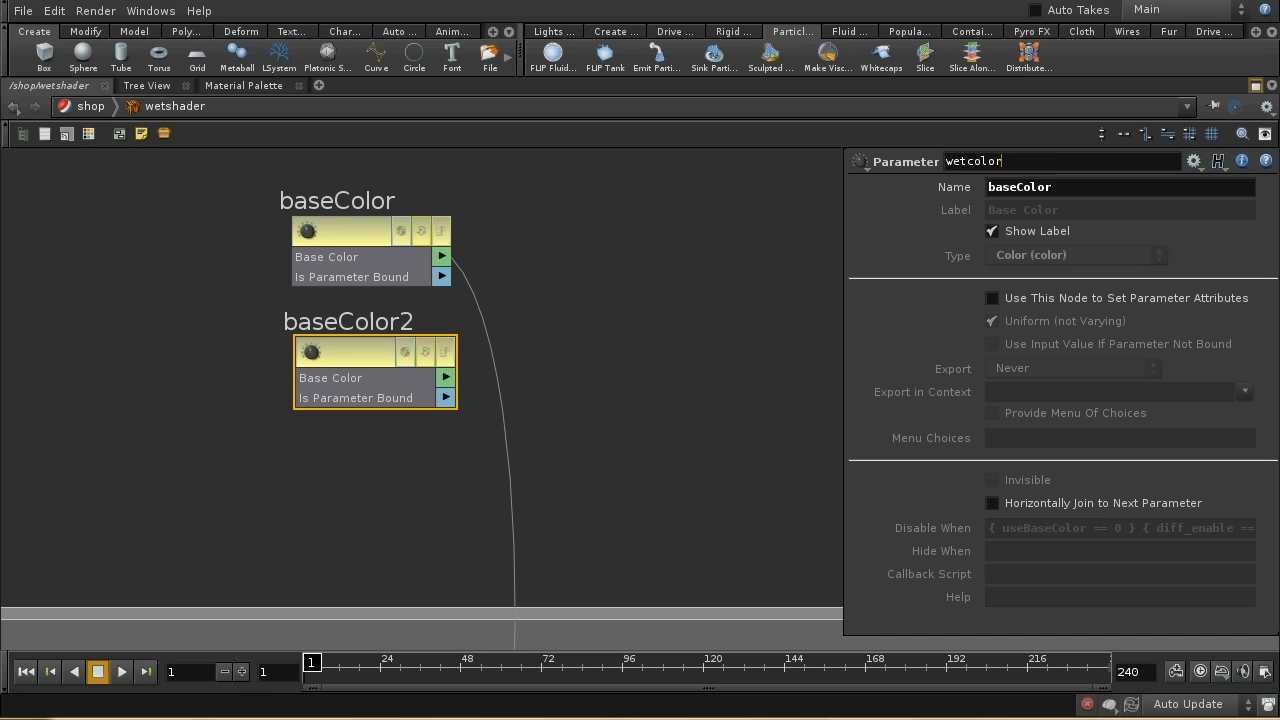 File Edit Render Windows Help Auto Takes Main
Create Modify Model Poly... Deform Text... Char... Auto ... Anim... Lights ... Create ... Drive ... Rigid ... Particl... Fluid ... Popula... Contai... Pyro FX Cloth Wires Fur Drive ...
Box Sphere Tube Torus Grid Metaball LSystem Platonic S... Curve Circle Font File FLIP Fluid... FLIP Tank Emit Parti... Sink Parti... Sculpted ... Make Visc... Whitecaps Slice Slice Alon... Distribute...
/shop/wetshader Tree View Material Palette
shop wetshader
Parameter wetcolor
Name baseColor
Label Base Color
Show Label
Type Color (color)
Use This Node to Set Parameter Attributes
Uniform (not Varying)
Use Input Value If Parameter Not Bound
Export Never
Export in Context
Provide Menu Of Choices
Menu Choices
Invisible
Horizontally Join to Next Parameter
Disable When { useBaseColor == 0 } { diff_enable ==
Hide When
Callback Script
Help
baseColor
Base Color
Is Parameter Bound
baseColor2
Base Color
Is Parameter Bound
1 1 1 24 48 72 96 120 144 168 192 216 240
Auto Update